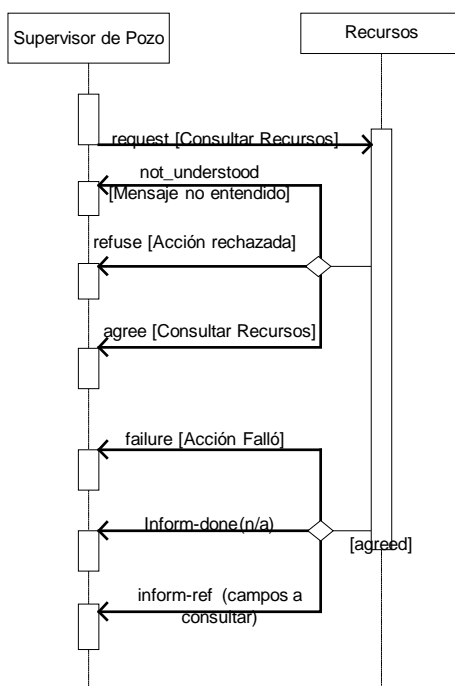 Supervisor de Pozo
Recursos
request [Consultar Recursos]
not_understood
[Mensaje no entendido]
refuse [Acción rechazada]
agree [Consultar Recursos]
failure [Acción Falló]
Inform-done(n/a)
[agreed]
inform-ref (campos a
consultar)